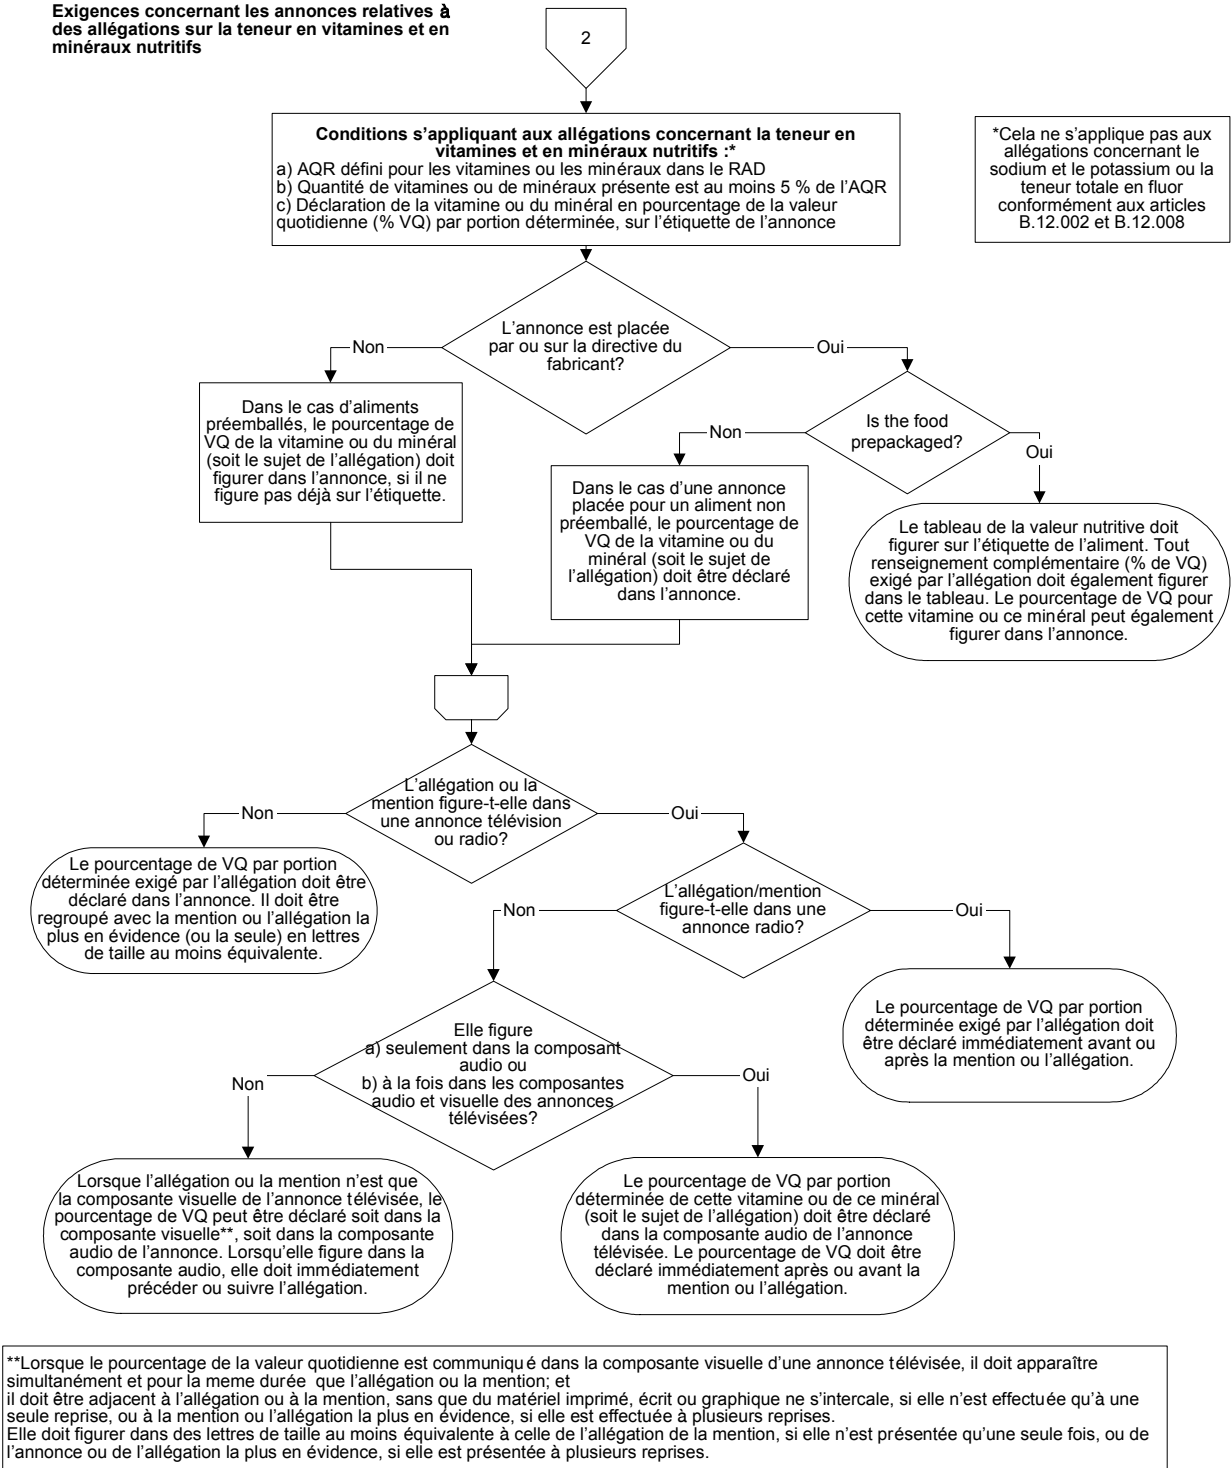 Exigences concernant les annonces relatives à
des allégations sur la teneur en vitamines et en
minéraux nutritifs
2
Conditions s'appliquant aux allégations concernant la teneur en
vitamines et en minéraux nutritifs :*
a) AQR défini pour les vitamines ou les minéraux dans le RAD
b) Quantité de vitamines ou de minéraux présente est au moins 5 % de l'AQR
c) Déclaration de la vitamine ou du minéral en pourcentage de la valeur
quotidienne (% VQ) par portion déterminée, sur l'étiquette de l'annonce
*Cela ne s'applique pas aux
allégations concernant le
sodium et le potassium ou la
teneur totale en fluor
conformément aux articles
B.12.002 et B.12.008
L'annonce est placée
par ou sur la directive du
fabricant?
Non
Oui
Dans le cas d'aliments
préemballés, le pourcentage de
VQ de la vitamine ou du minéral
(soit le sujet de l'allégation) doit
figurer dans l'annonce, si il ne
figure pas déjà sur l'étiquette.
Is the food
prepackaged?
Non
Oui
Dans le cas d'une annonce
placée pour un aliment non
préemballé, le pourcentage de
VQ de la vitamine ou du
minéral (soit le sujet de
l'allégation) doit être déclaré
dans l'annonce.
Le tableau de la valeur nutritive doit
figurer sur l'étiquette de l'aliment. Tout
renseignement complémentaire (% de VQ)
exigé par l'allégation doit également figurer
dans le tableau. Le pourcentage de VQ pour
cette vitamine ou ce minéral peut également
figurer dans l'annonce.
L'allégation ou la
mention figure-t-elle dans
une annonce télévision
ou radio?
Non
Oui
Le pourcentage de VQ par portion
déterminée exigé par l'allégation doit être
déclaré dans l'annonce. Il doit être
regroupé avec la mention ou l'allégation la
plus en évidence (ou la seule) en lettres
de taille au moins équivalente.
L'allégation/mention
figure-t-elle dans une
annonce radio?
Non
Oui
Le pourcentage de VQ par portion
déterminée exigé par l'allégation doit
être déclaré immédiatement avant ou
après la mention ou l'allégation.
Elle figure
a) seulement dans la composant
audio ou
b) à la fois dans les composantes
audio et visuelle des annonces
télévisées?
Non
Oui
Lorsque l'allégation ou la mention n'est que
la composante visuelle de l'annonce télévisée, le
pourcentage de VQ peut être déclaré soit dans la
composante visuelle**, soit dans la composante
audio de l'annonce. Lorsqu'elle figure dans la
composante audio, elle doit immédiatement
précéder ou suivre l'allégation.
Le pourcentage de VQ par portion
déterminée de cette vitamine ou de ce minéral
(soit le sujet de l'allégation) doit être déclaré
dans la composante audio de l'annonce
télévisée. Le pourcentage de VQ doit être
déclaré immédiatement après ou avant la
mention ou l'allégation.
**Lorsque le pourcentage de la valeur quotidienne est communiqué dans la composante visuelle d'une annonce télévisée, il doit apparaître
simultanément et pour la meme durée que l'allégation ou la mention; et
il doit être adjacent à l'allégation ou à la mention, sans que du matériel imprimé, écrit ou graphique ne s'intercale, si elle n'est effectuée qu'à une
seule reprise, ou à la mention ou l'allégation la plus en évidence, si elle est effectuée à plusieurs reprises.
Elle doit figurer dans des lettres de taille au moins équivalente à celle de l'allégation de la mention, si elle n'est présentée qu'une seule fois, ou de
l'annonce ou de l'allégation la plus en évidence, si elle est présentée à plusieurs reprises.